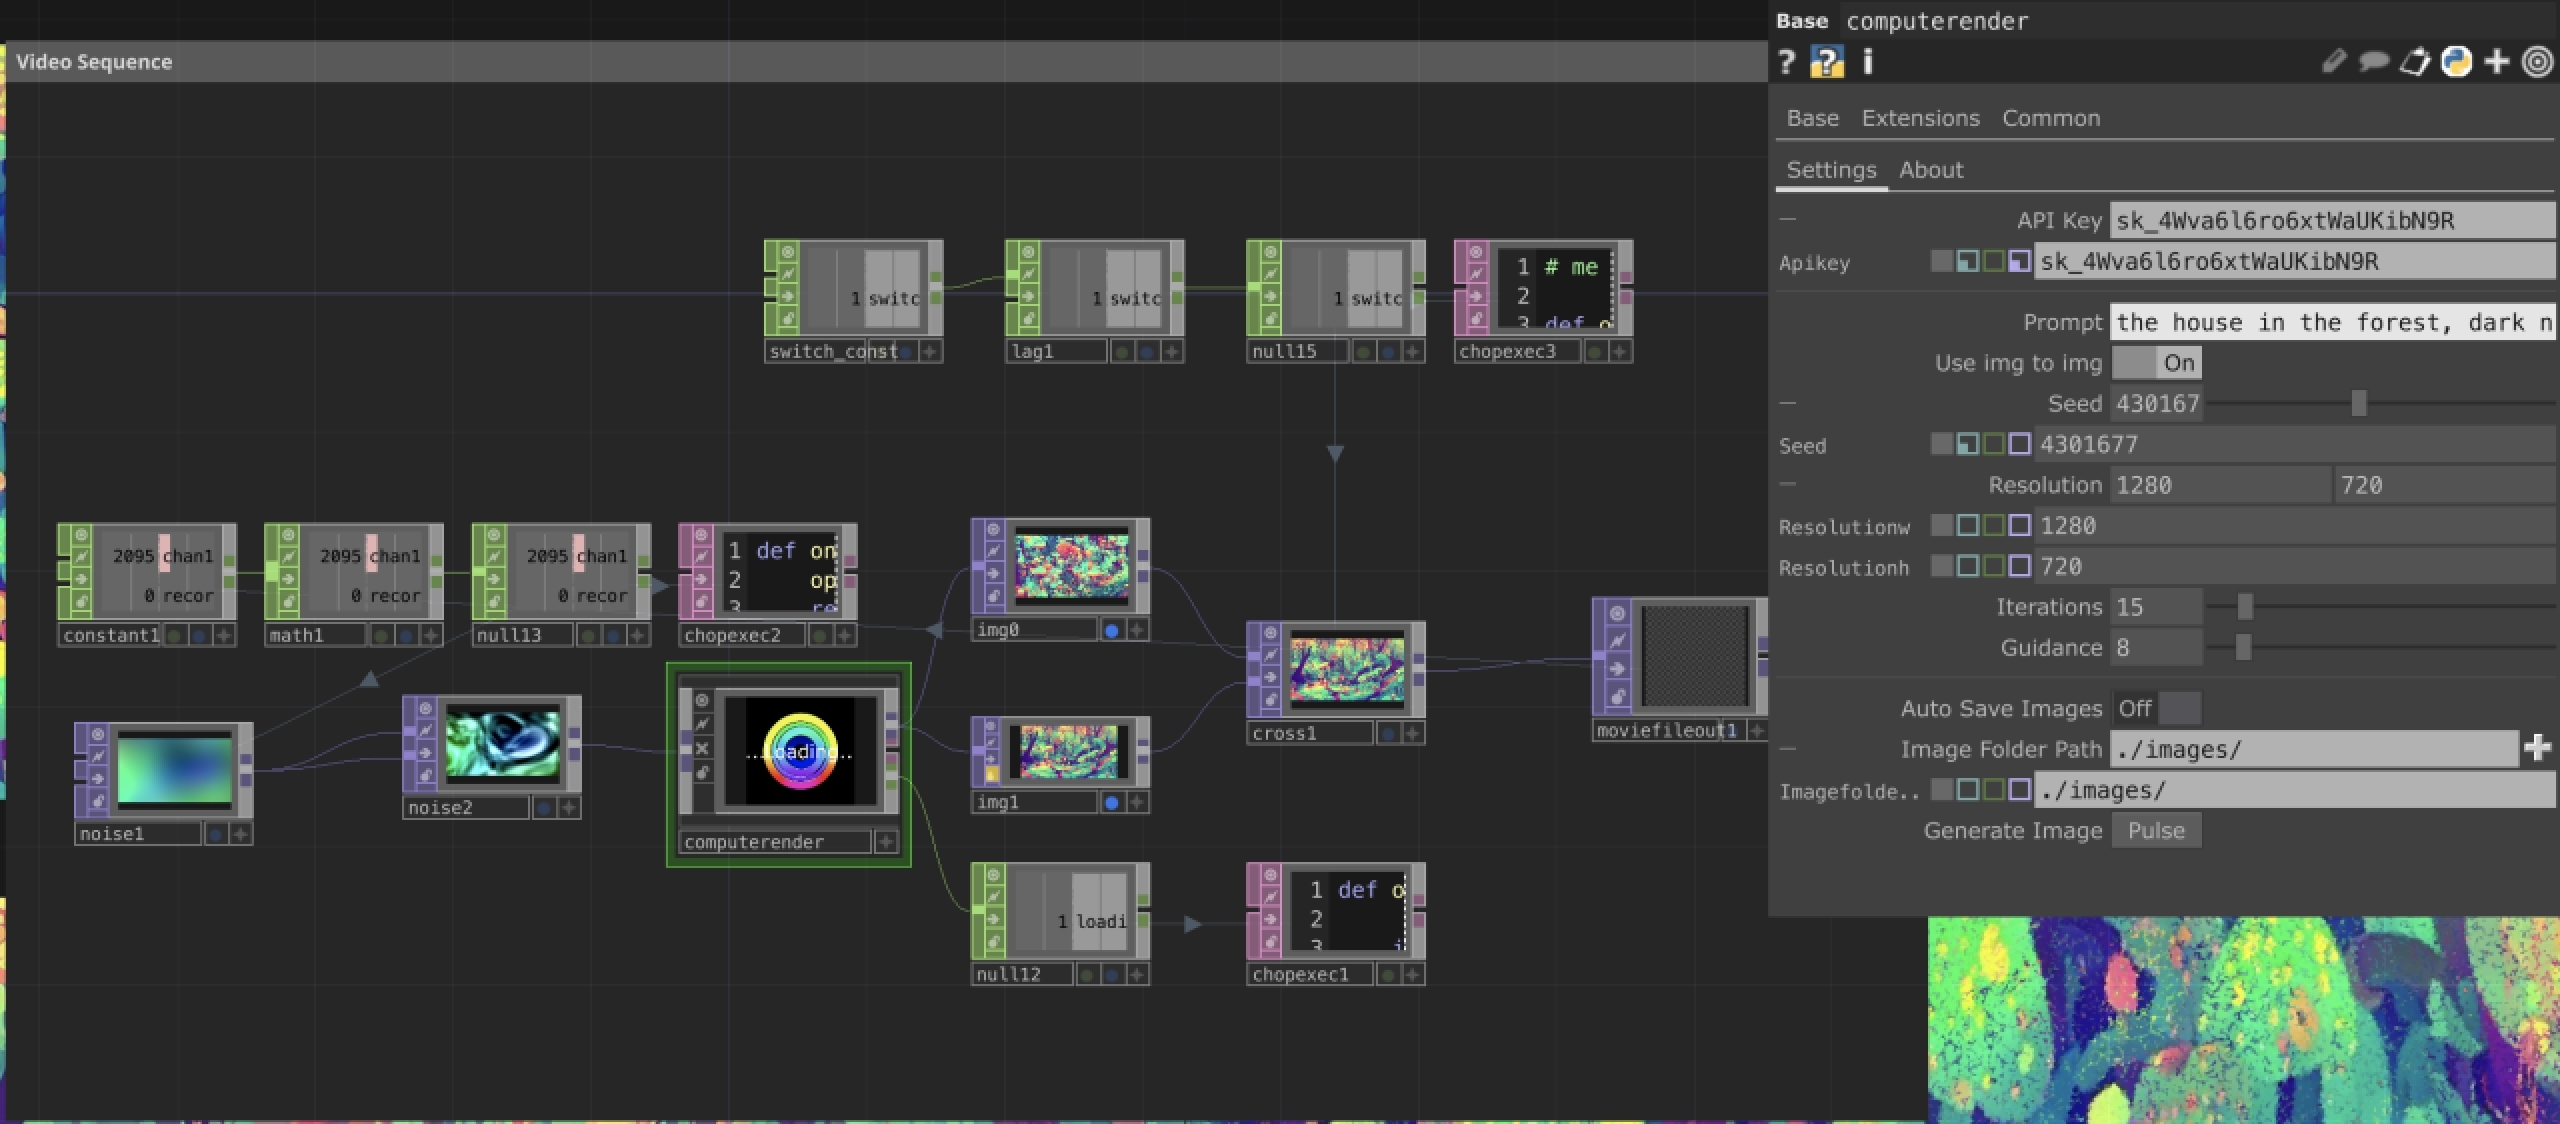 Video Sequence
1 switc
switch_const
1 switc
lag1
1 switc
null15
1 # me
2
3 def o
chopexec3
2095 chan1
0 recor
constant1
2095 chan1
0 recor
math1
2095 chan1
0 recor
null13
1 def on
2 op
3 re
chopexec2
img0
noise1
noise2
...Loading...
computerender
img1
cross1
moviefileout1
1 loadi
null12
1 def o
2
3 i
chopexec1
Base computerender
? ? i
Base Extensions Common
Settings About
API Key sk_4Wva6l6ro6xtWaUKibN9R
Apikey sk_4Wva6l6ro6xtWaUKibN9R
Prompt the house in the forest, dark n
Use img to img On
Seed 430167
Seed 4301677
Resolution 1280 720
Resolutionw 1280
Resolutionh 720
Iterations 15
Guidance 8
Auto Save Images Off
Image Folder Path ./images/
Imagefolde.. ./images/
Generate Image Pulse